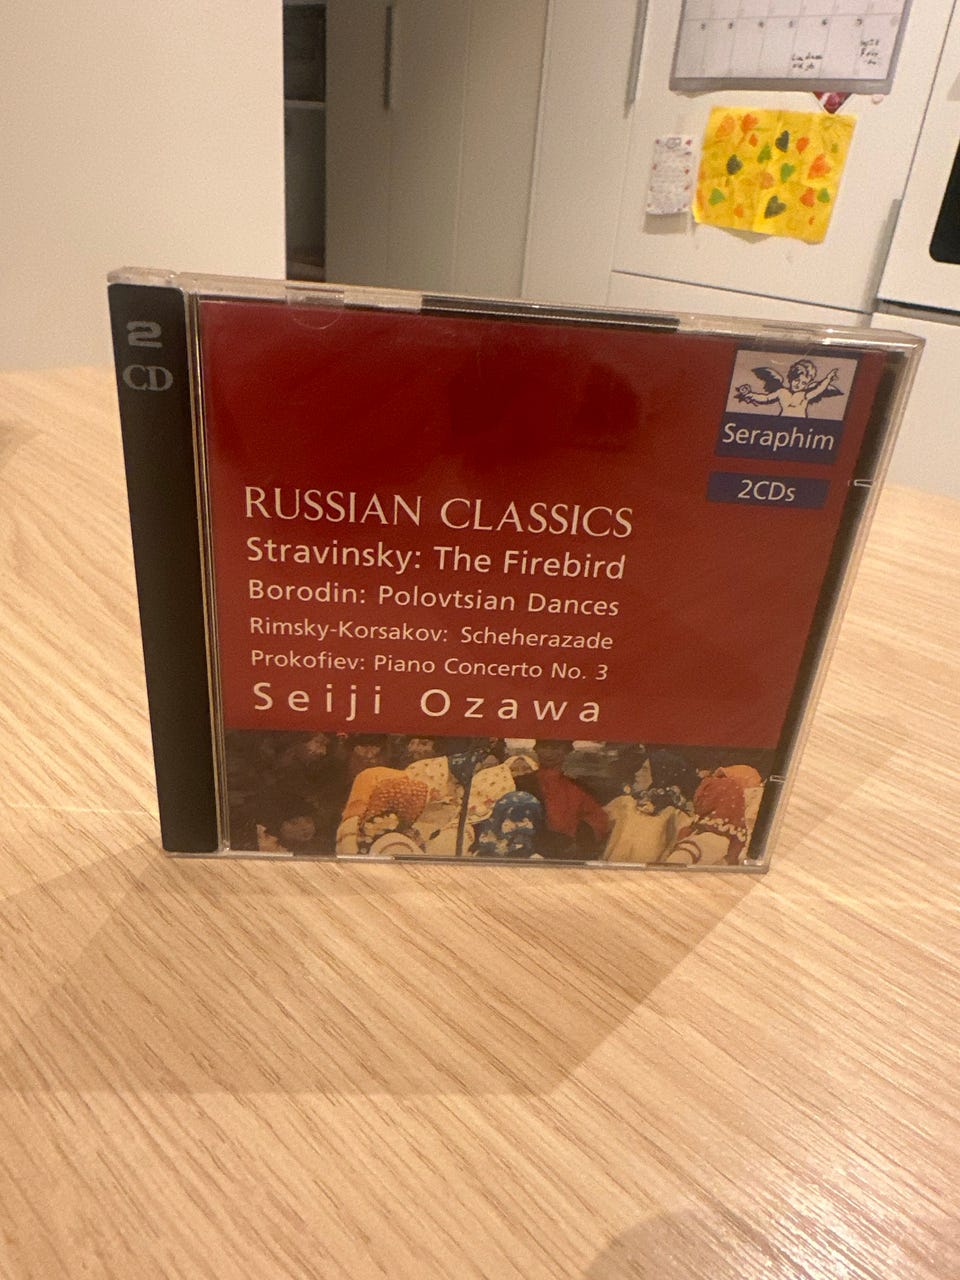 2
CD
Seraphim
2CDs
RUSSIAN CLASSICS
Stravinsky: The Firebird
Borodin: Polovtsian Dances
Rimsky-Korsakov: Scheherazade
Prokofiev: Piano Concerto No. 3
Seiji Ozawa